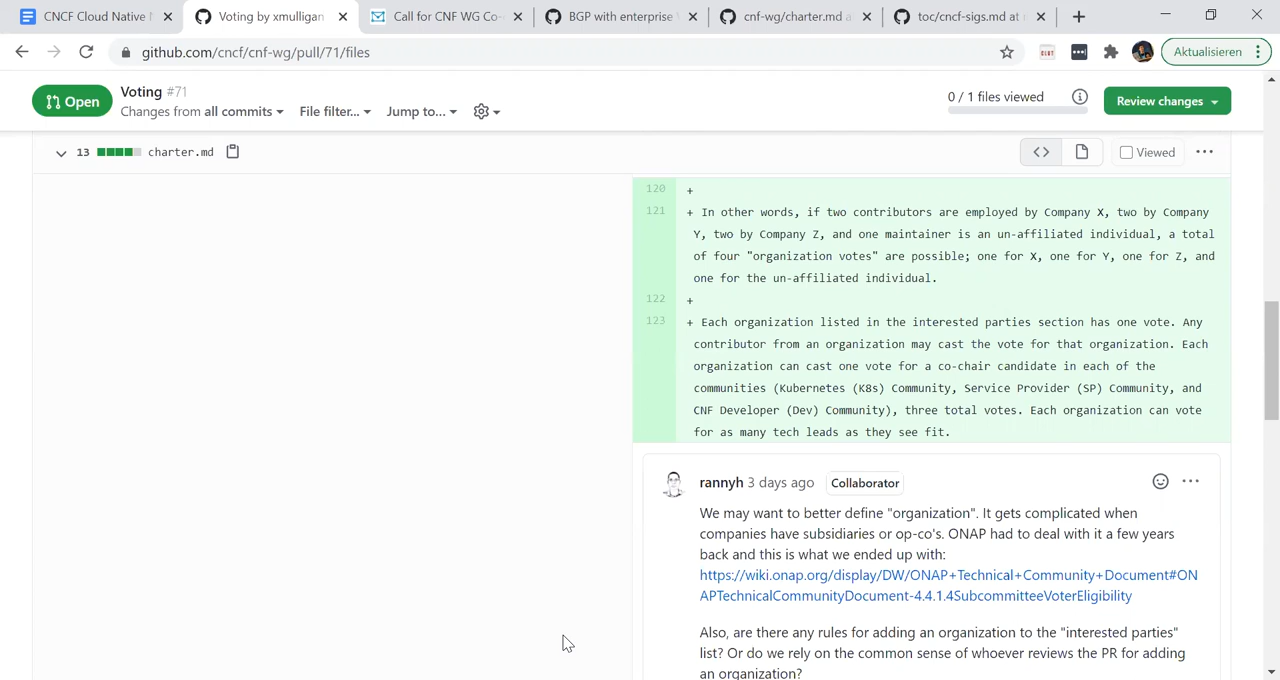 CNCF Cloud Native
Voting by xmulligan
Call for CNF WG Co-
BGP with enterprise
cnf-wg/charter.md a
toc/cncf-sigs.md at
github.com/cncf/cnf-wg/pull/71/files
Aktualisieren
Open
Voting #71
Changes from all commits
File filter...
Jump to...
0 / 1 files viewed
Review changes
13
charter.md
Viewed
120 +
121 + In other words, if two contributors are employed by Company X, two by Company
Y, two by Company Z, and one maintainer is an un-affiliated individual, a total
of four "organization votes" are possible; one for X, one for Y, one for Z, and
one for the un-affiliated individual.
122 +
123 + Each organization listed in the interested parties section has one vote. Any
contributor from an organization may cast the vote for that organization. Each
organization can cast one vote for a co-chair candidate in each of the
communities (Kubernetes (K8s) Community, Service Provider (SP) Community, and
CNF Developer (Dev) Community), three total votes. Each organization can vote
for as many tech leads as they see fit.
rannyh 3 days ago Collaborator
We may want to better define "organization". It gets complicated when
companies have subsidiaries or op-co's. ONAP had to deal with it a few years
back and this is what we ended up with:
https://wiki.onap.org/display/DW/ONAP+Technical+Community+Document#ON
APTechnicalCommunityDocument-4.4.1.4SubcommitteeVoterEligibility
Also, are there any rules for adding an organization to the "interested parties"
list? Or do we rely on the common sense of whoever reviews the PR for adding
an organization?